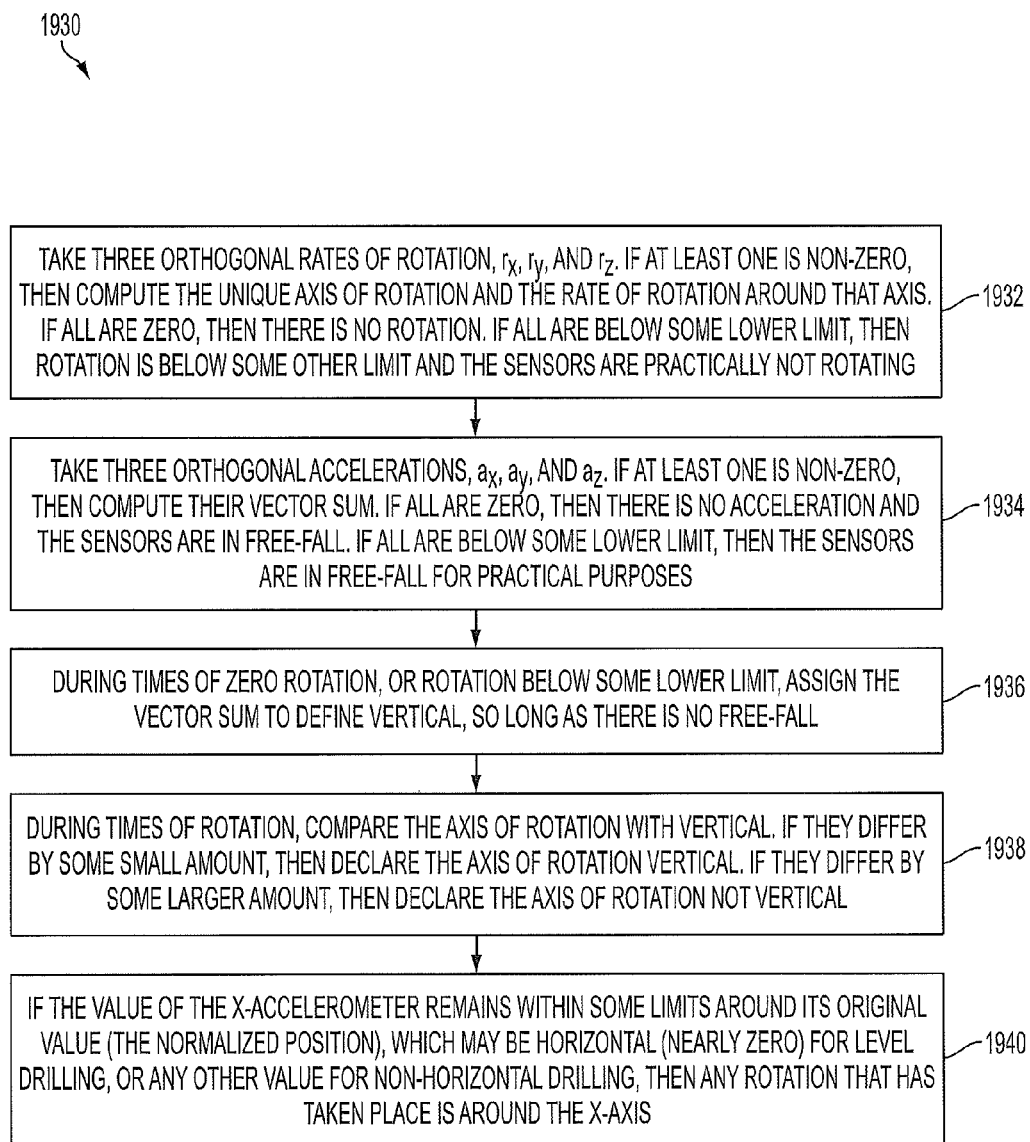 1930
TAKE THREE ORTHOGONAL RATES OF ROTATION, rx, ry, AND rz. IF AT LEAST ONE IS NON-ZERO,
THEN COMPUTE THE UNIQUE AXIS OF ROTATION AND THE RATE OF ROTATION AROUND THAT AXIS.
IF ALL ARE ZERO, THEN THERE IS NO ROTATION. IF ALL ARE BELOW SOME LOWER LIMIT, THEN
ROTATION IS BELOW SOME OTHER LIMIT AND THE SENSORS ARE PRACTICALLY NOT ROTATING
1932
TAKE THREE ORTHOGONAL ACCELERATIONS, ax, ay, AND az. IF AT LEAST ONE IS NON-ZERO,
THEN COMPUTE THEIR VECTOR SUM. IF ALL ARE ZERO, THEN THERE IS NO ACCELERATION AND
THE SENSORS ARE IN FREE-FALL. IF ALL ARE BELOW SOME LOWER LIMIT, THEN THE SENSORS
ARE IN FREE-FALL FOR PRACTICAL PURPOSES
1934
DURING TIMES OF ZERO ROTATION, OR ROTATION BELOW SOME LOWER LIMIT, ASSIGN THE
VECTOR SUM TO DEFINE VERTICAL, SO LONG AS THERE IS NO FREE-FALL
1936
DURING TIMES OF ROTATION, COMPARE THE AXIS OF ROTATION WITH VERTICAL. IF THEY DIFFER
BY SOME SMALL AMOUNT, THEN DECLARE THE AXIS OF ROTATION VERTICAL. IF THEY DIFFER BY
SOME LARGER AMOUNT, THEN DECLARE THE AXIS OF ROTATION NOT VERTICAL
1938
IF THE VALUE OF THE X-ACCELEROMETER REMAINS WITHIN SOME LIMITS AROUND ITS ORIGINAL
VALUE (THE NORMALIZED POSITION), WHICH MAY BE HORIZONTAL (NEARLY ZERO) FOR LEVEL
DRILLING, OR ANY OTHER VALUE FOR NON-HORIZONTAL DRILLING, THEN ANY ROTATION THAT HAS
TAKEN PLACE IS AROUND THE X-AXIS
1940